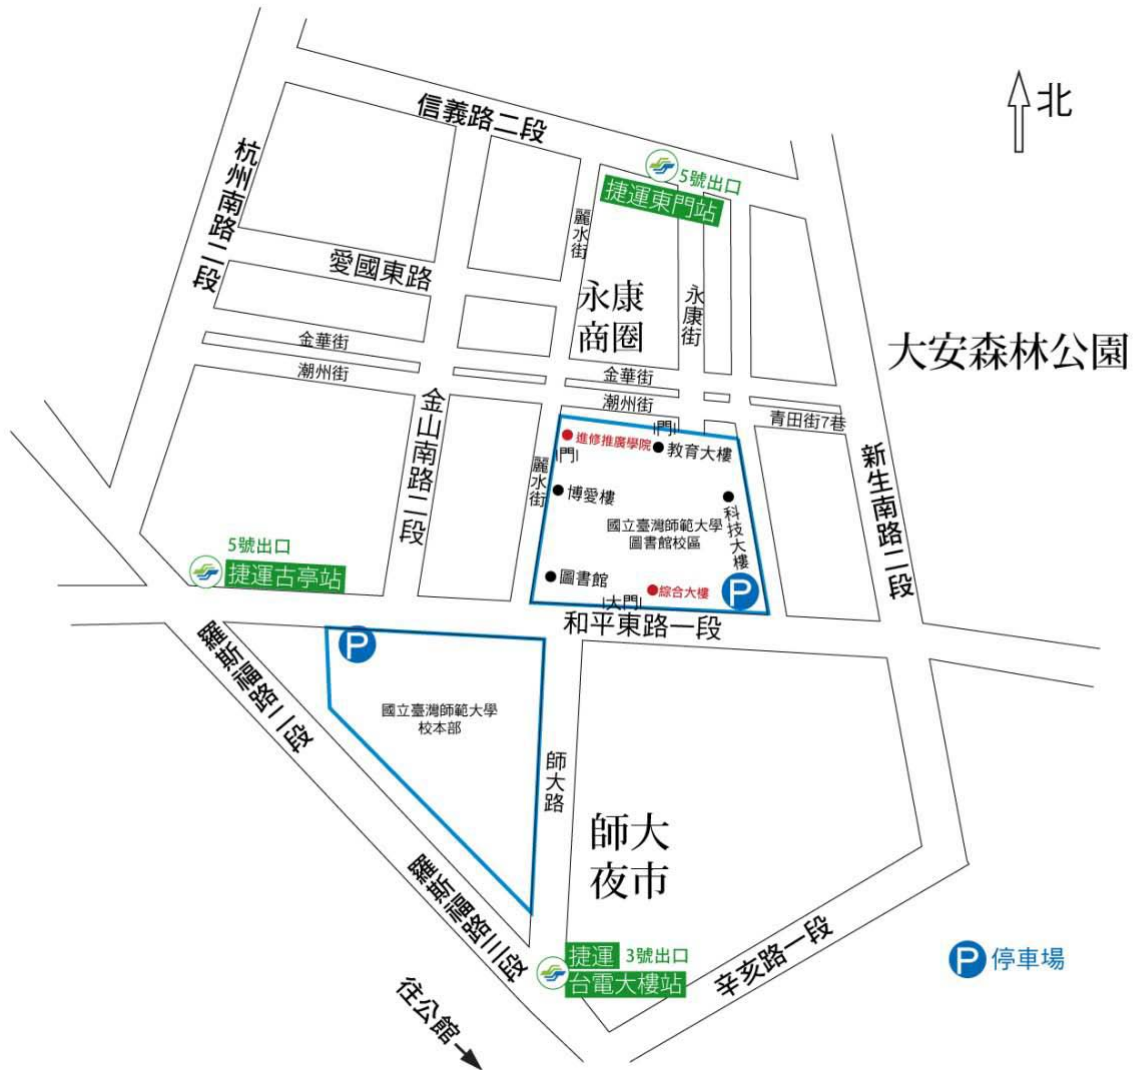 北
信義路二段
杭州南路二段
5號出口
捷運東門站
麗水街
愛國東路
永康
商圈
永康街
大安森林公園
金華街
潮州街
金華街
潮州街
青田街7巷
金山南路二段
新生南路二段
門
進修推廣學院
教育大樓
門
麗水街
博愛樓
科技大樓
國立臺灣師範大學
圖書館校區
5號出口
捷運古亭站
圖書館
綜合大樓
P
大門
和平東路一段
羅斯福路二段
P
國立臺灣師範大學
校本部
師大路
師大
夜市
羅斯福路三段
捷運 3號出口
台電大樓站
辛亥路一段
P 停車場
往公館